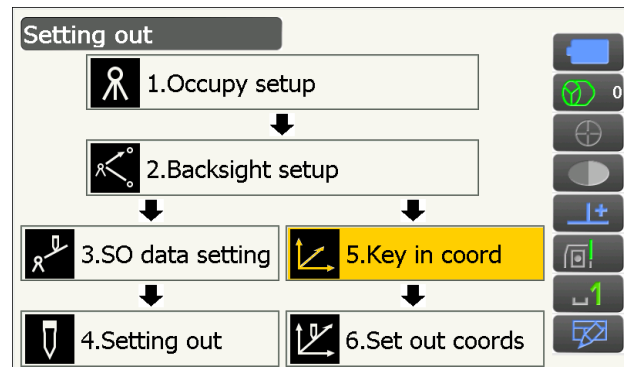 Setting out
1.Occupy setup
0
2.Backsight setup
3.SO data setting
5.Key in coord
1
4.Setting out
6.Set out coords